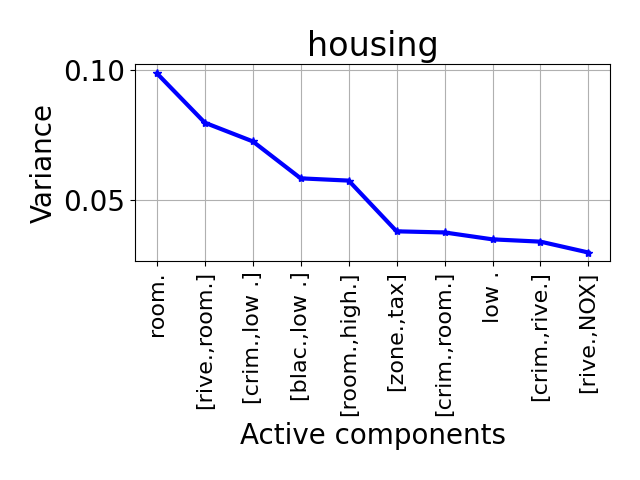 housing
Variance
0.10
0.05
room.
[rive.,room.]
[crim.,low .]
[blac.,low .]
[room.,high.]
[zone.,tax]
[crim.,room.]
low .
[crim.,rive.]
[rive.,NOX]
Active components